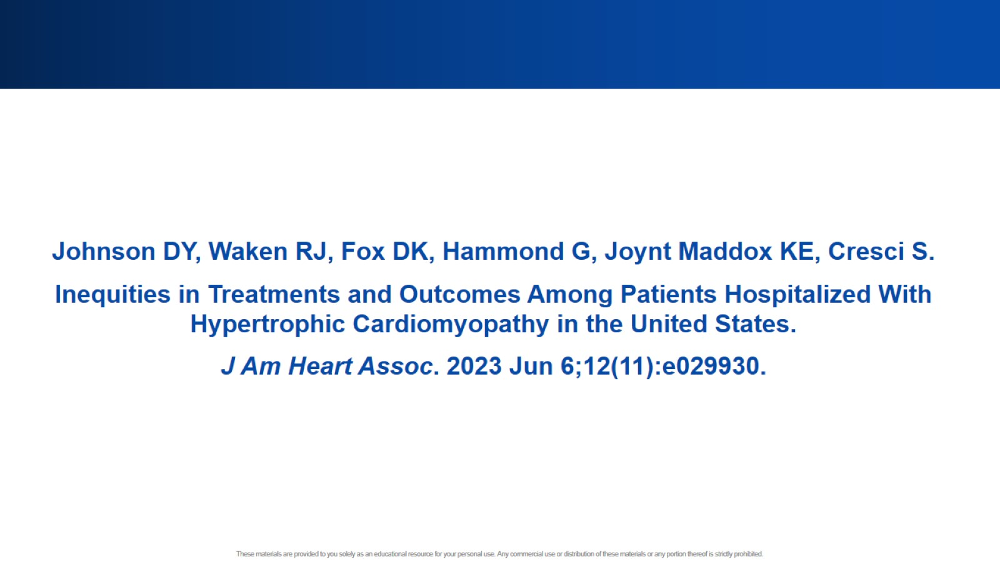 Johnson DY, Waken RJ, Fox DK, Hammond G, Joynt Maddox KE, Cresci S.
Inequities in Treatments and Outcomes Among Patients Hospitalized With
Hypertrophic Cardiomyopathy in the United States.
J Am Heart Assoc. 2023 Jun 6;12(11):e029930.
These materials are provided to you solely as an educational resource for your personal use. Any commercial use or distribution of these materials or any portion thereof is strictly prohibited.